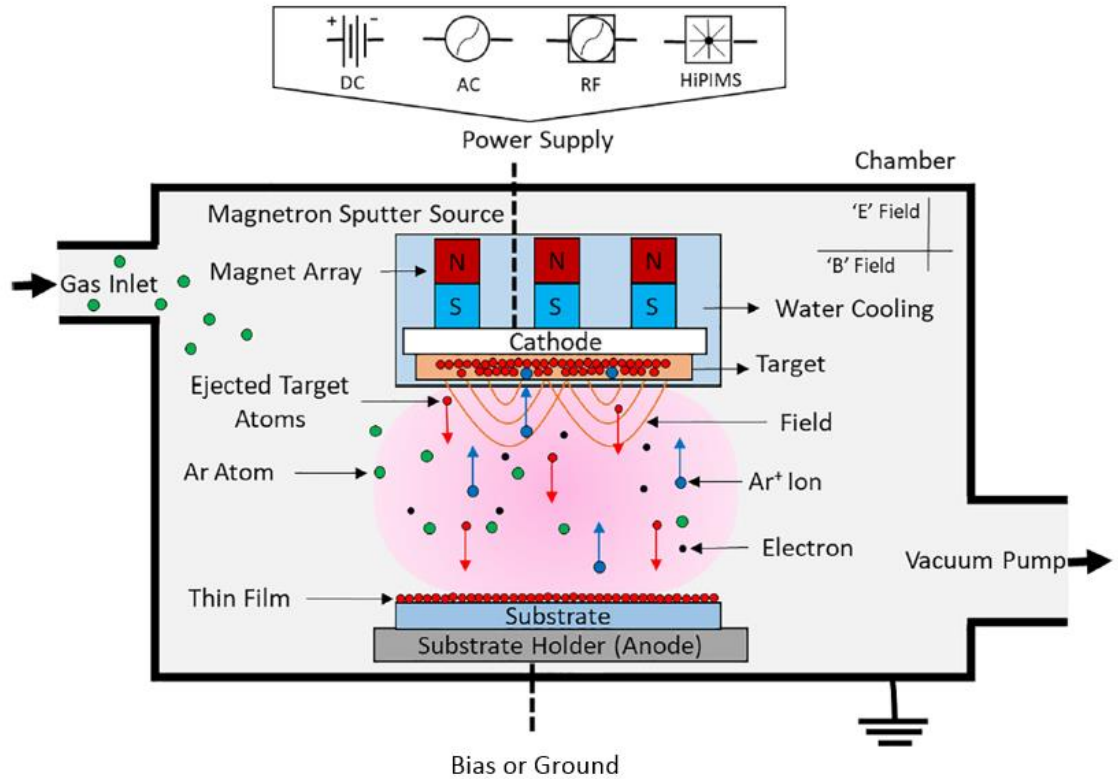 + -
DC AC RF HiPIMS
Power Supply
Chamber
Magnetron Sputter Source
'E' Field
'B' Field
Magnet Array
N N N
S S S
Gas Inlet
Water Cooling
Cathode
Target
Ejected Target
Atoms
Field
Ar Atom
Ar⁺ Ion
Electron
Vacuum Pump
Thin Film
Substrate
Substrate Holder (Anode)
Bias or Ground